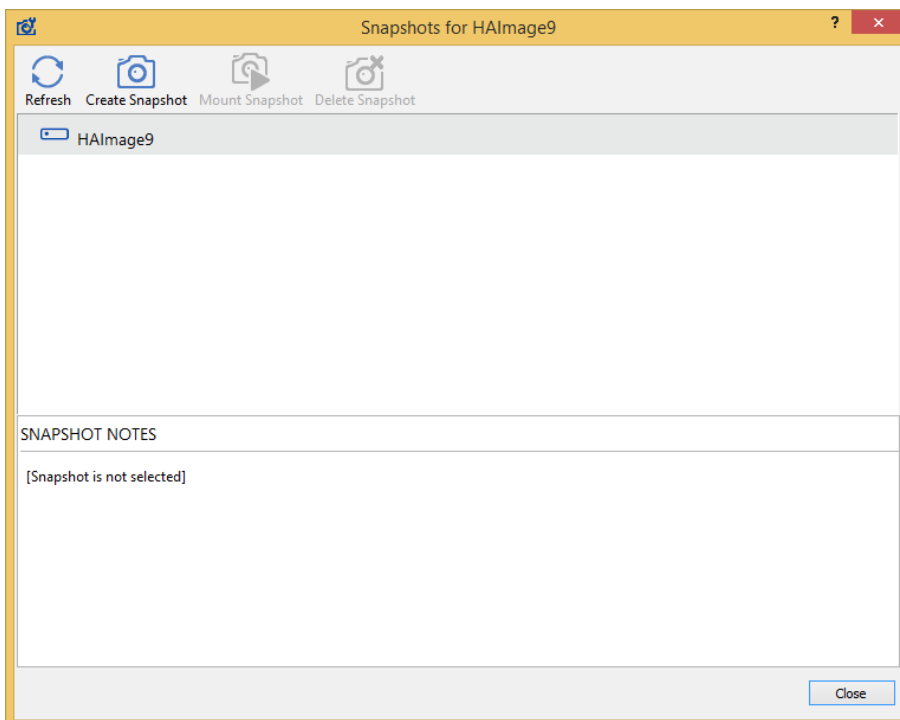 Snapshots for HAImage9
?
Refresh Create Snapshot Mount Snapshot Delete Snapshot
HAImage9
SNAPSHOT NOTES
[Snapshot is not selected]
Close